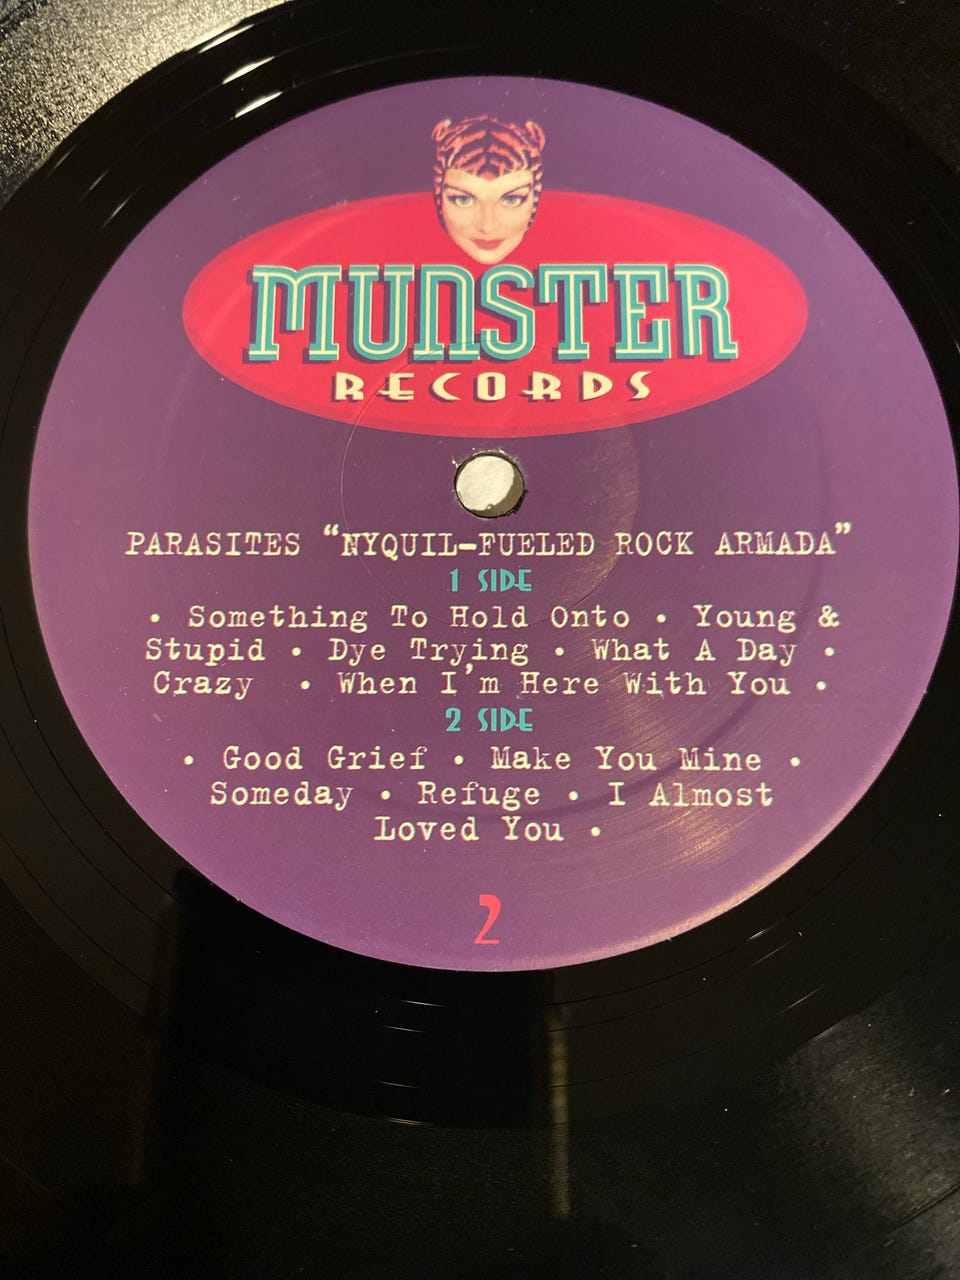 MUNSTER
RECORDS
PARASITES “NYQUIL-FUELED ROCK ARMADA”
1 SIDE
• Something To Hold Onto • Young &
Stupid • Dye Trying • What A Day •
Crazy • When I'm Here With You •
2 SIDE
• Good Grief • Make You Mine •
Someday • Refuge • I Almost
Loved You •
2